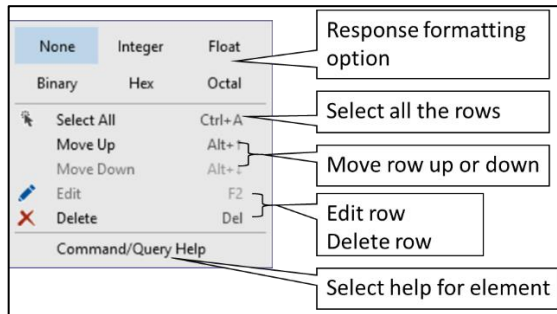 None Integer Float
Binary Hex Octal
Select All Ctrl+A
Move Up Alt+↑
Move Down Alt+↓
Edit F2
Delete Del
Command/Query Help
Response formatting
option
Select all the rows
Move row up or down
Edit row
Delete row
Select help for element